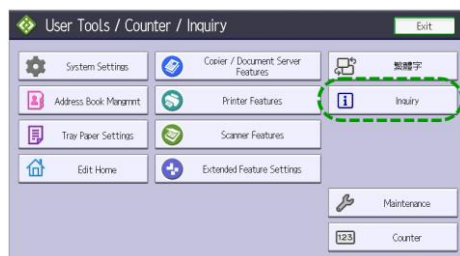 User Tools / Counter / Inquiry
Exit
System Settings
Copier / Document Server
Features
繁體字
Address Book Mangmnt
Printer Features
Inquiry
Tray Paper Settings
Scanner Features
Edit Home
Extended Feature Settings
Maintenance
123
Counter